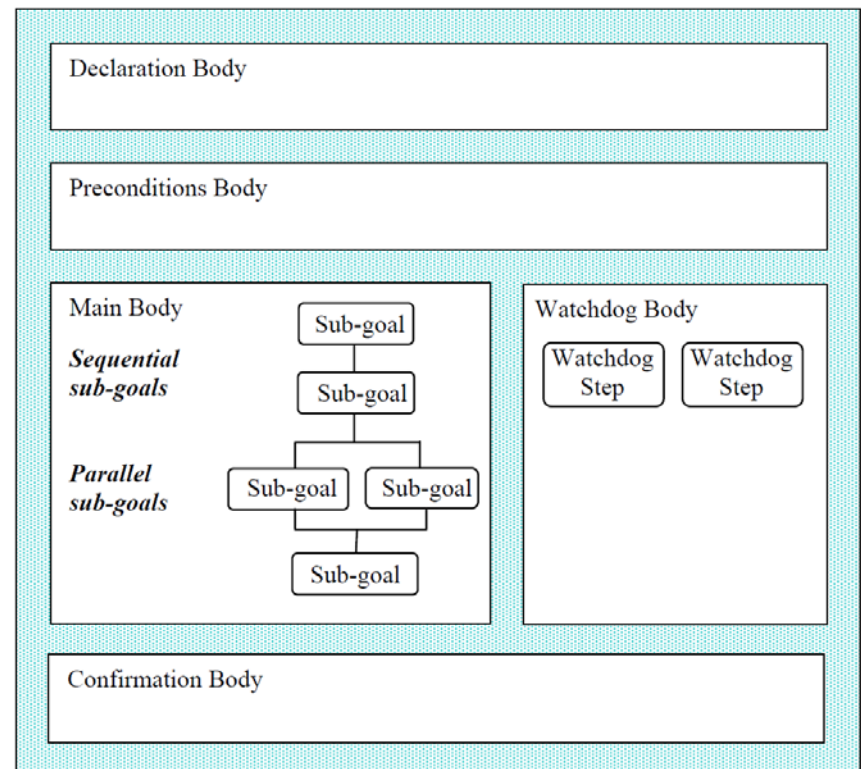 Declaration Body
Preconditions Body
Main Body
Sub-goal
Sequential
sub-goals
Sub-goal
Parallel
sub-goals
Sub-goal
Sub-goal
Sub-goal
Watchdog Body
Watchdog
Step
Watchdog
Step
Confirmation Body